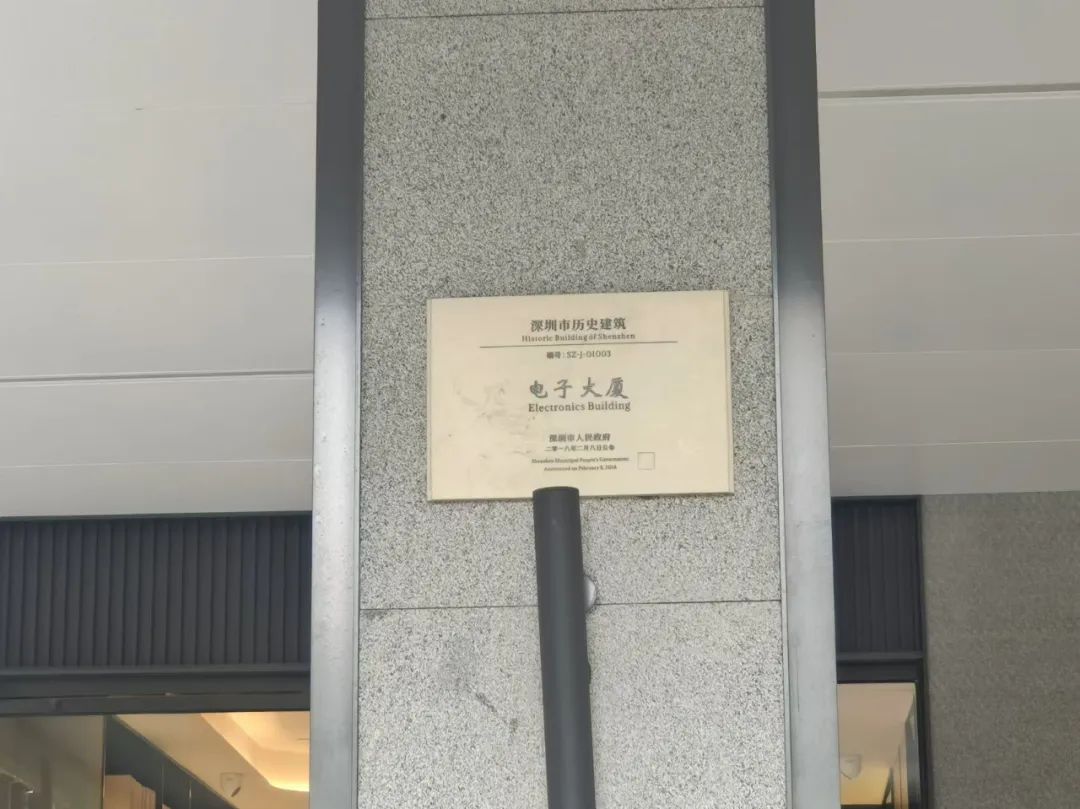 深圳市历史建筑
Historic Building of Shenzhen
编号：SZ-J-01003
电子大厦
Electronics Building
深圳市人民政府
二零一八年二月八日公布
Shenzhen Municipal People's Government
Announced on February 8, 2018